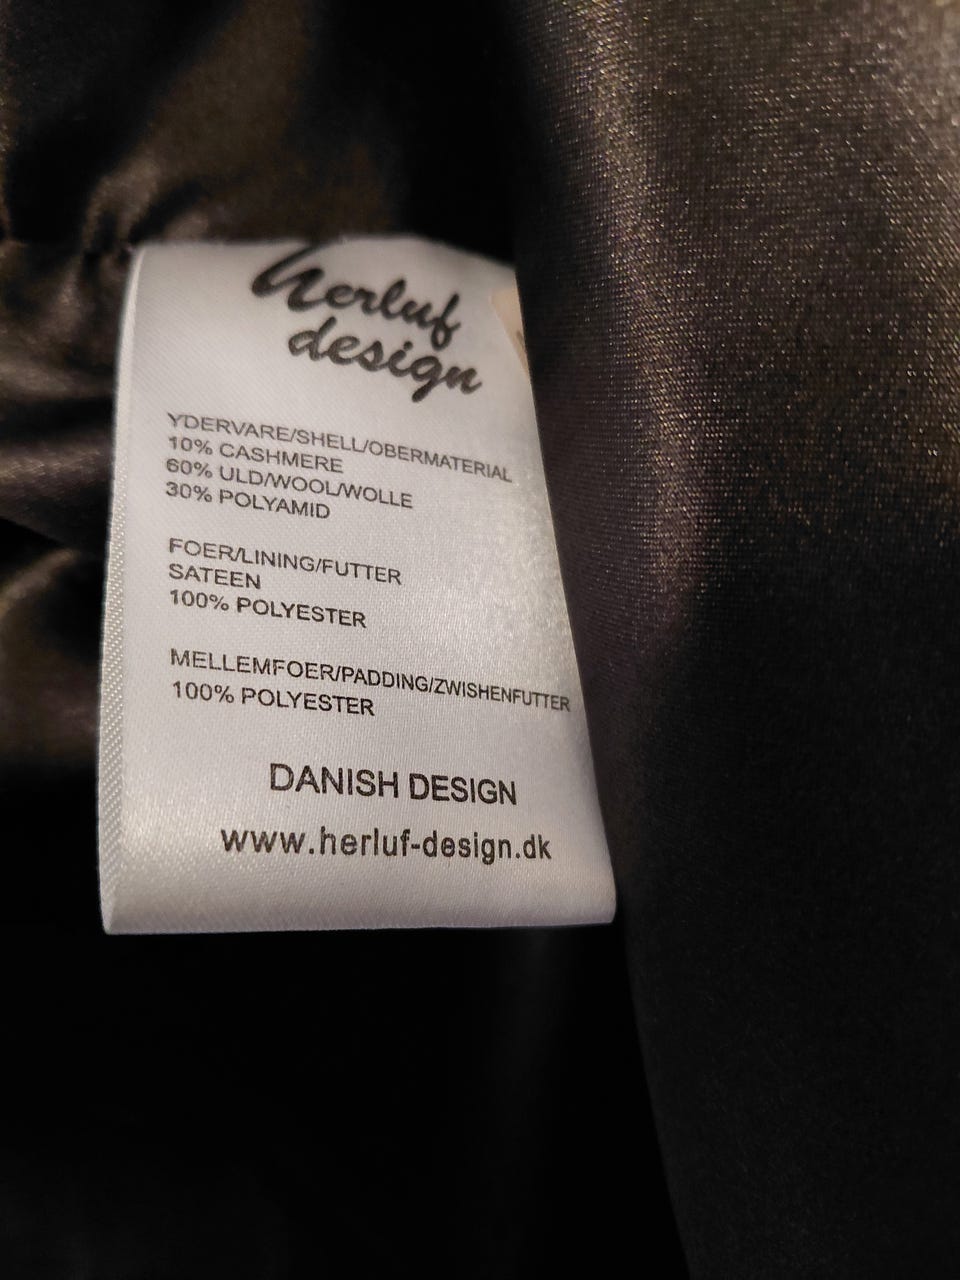 herluf
design
YDERVARE/SHELL/OBERMATERIAL
10% CASHMERE
60% ULD/WOOL/WOLLE
30% POLYAMID
FOER/LINING/FUTTER
SATEEN
100% POLYESTER
MELLEMFOER/PADDING/ZWISHENFUTTER
100% POLYESTER
DANISH DESIGN
www.herluf-design.dk